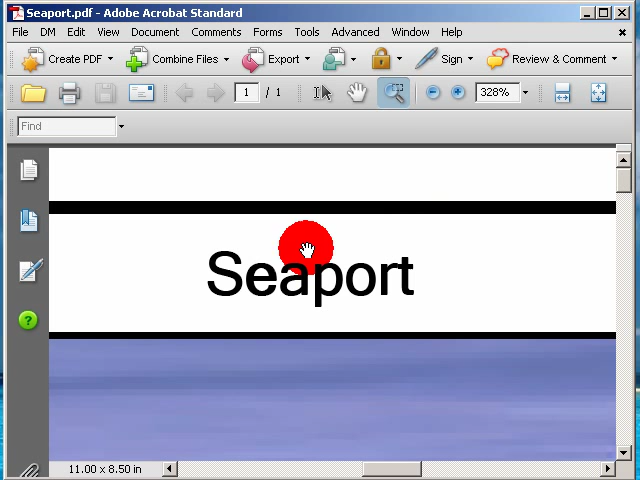 Seaport.pdf - Adobe Acrobat Standard
File DM Edit View Document Comments Forms Tools Advanced Window Help
Create PDF Combine Files Export Sign Review & Comment
1 / 1 328%
Find
Seaport
11.00 x 8.50 in